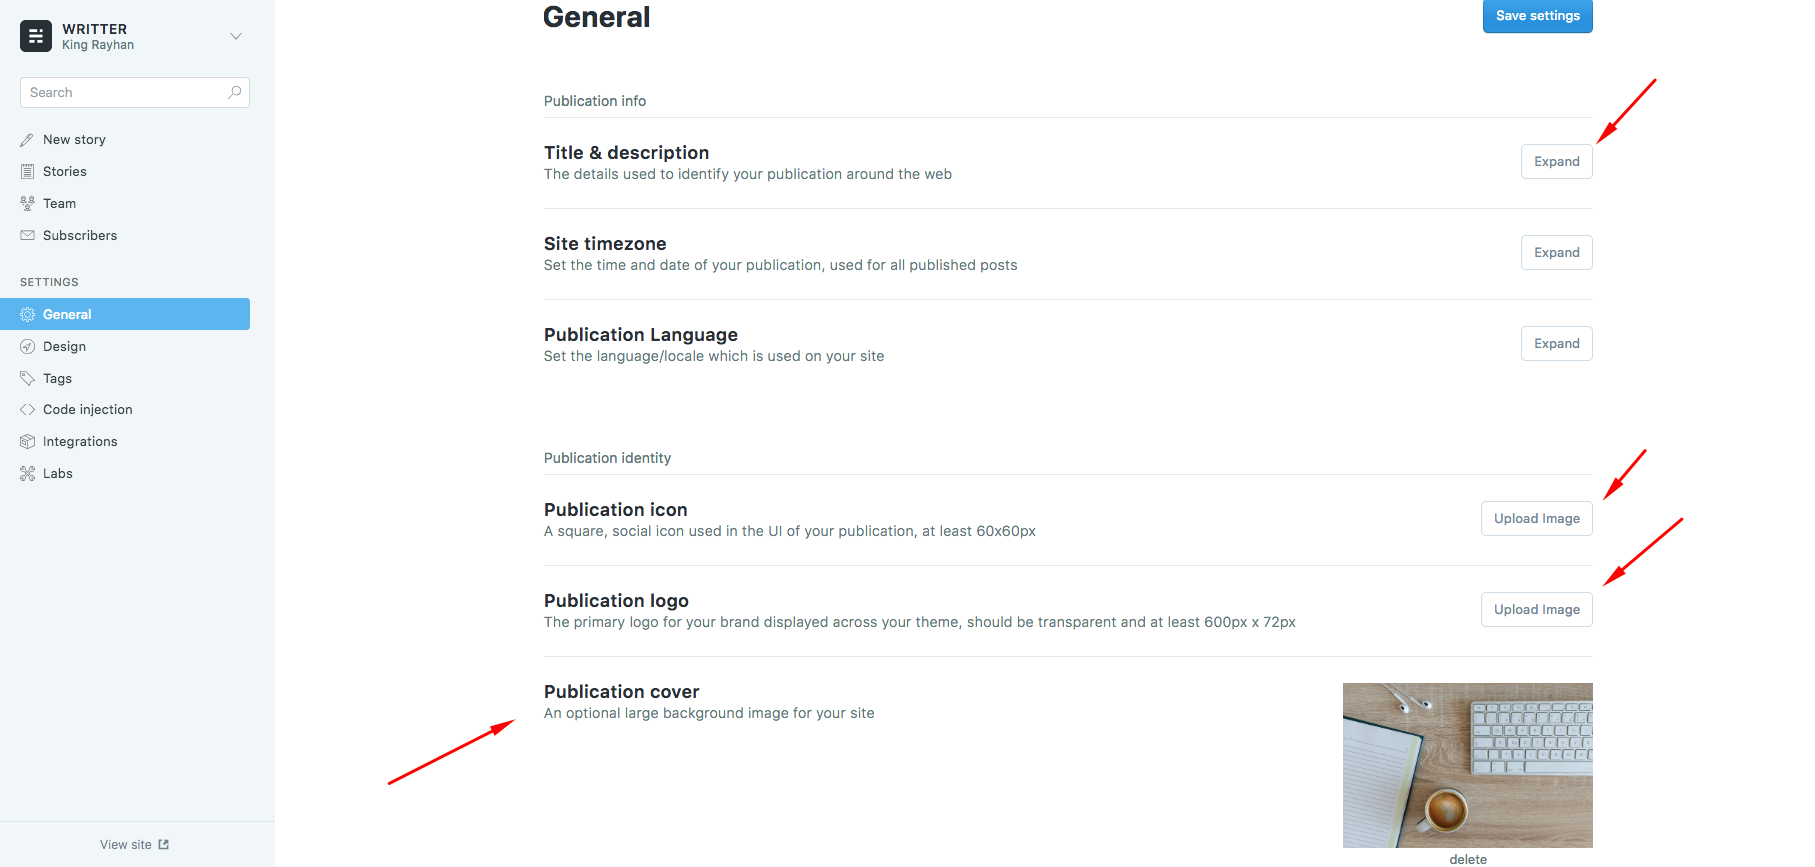 WRITTER
King Rayhan
Search
New story
Stories
Team
Subscribers
SETTINGS
General
Design
Tags
Code injection
Integrations
Labs
View site
General
Save settings
Publication info
Title & description
The details used to identify your publication around the web
Expand
Site timezone
Set the time and date of your publication, used for all published posts
Expand
Publication Language
Set the language/locale which is used on your site
Expand
Publication identity
Publication icon
A square, social icon used in the UI of your publication, at least 60x60px
Upload Image
Publication logo
The primary logo for your brand displayed across your theme, should be transparent and at least 600px x 72px
Upload Image
Publication cover
An optional large background image for your site
delete